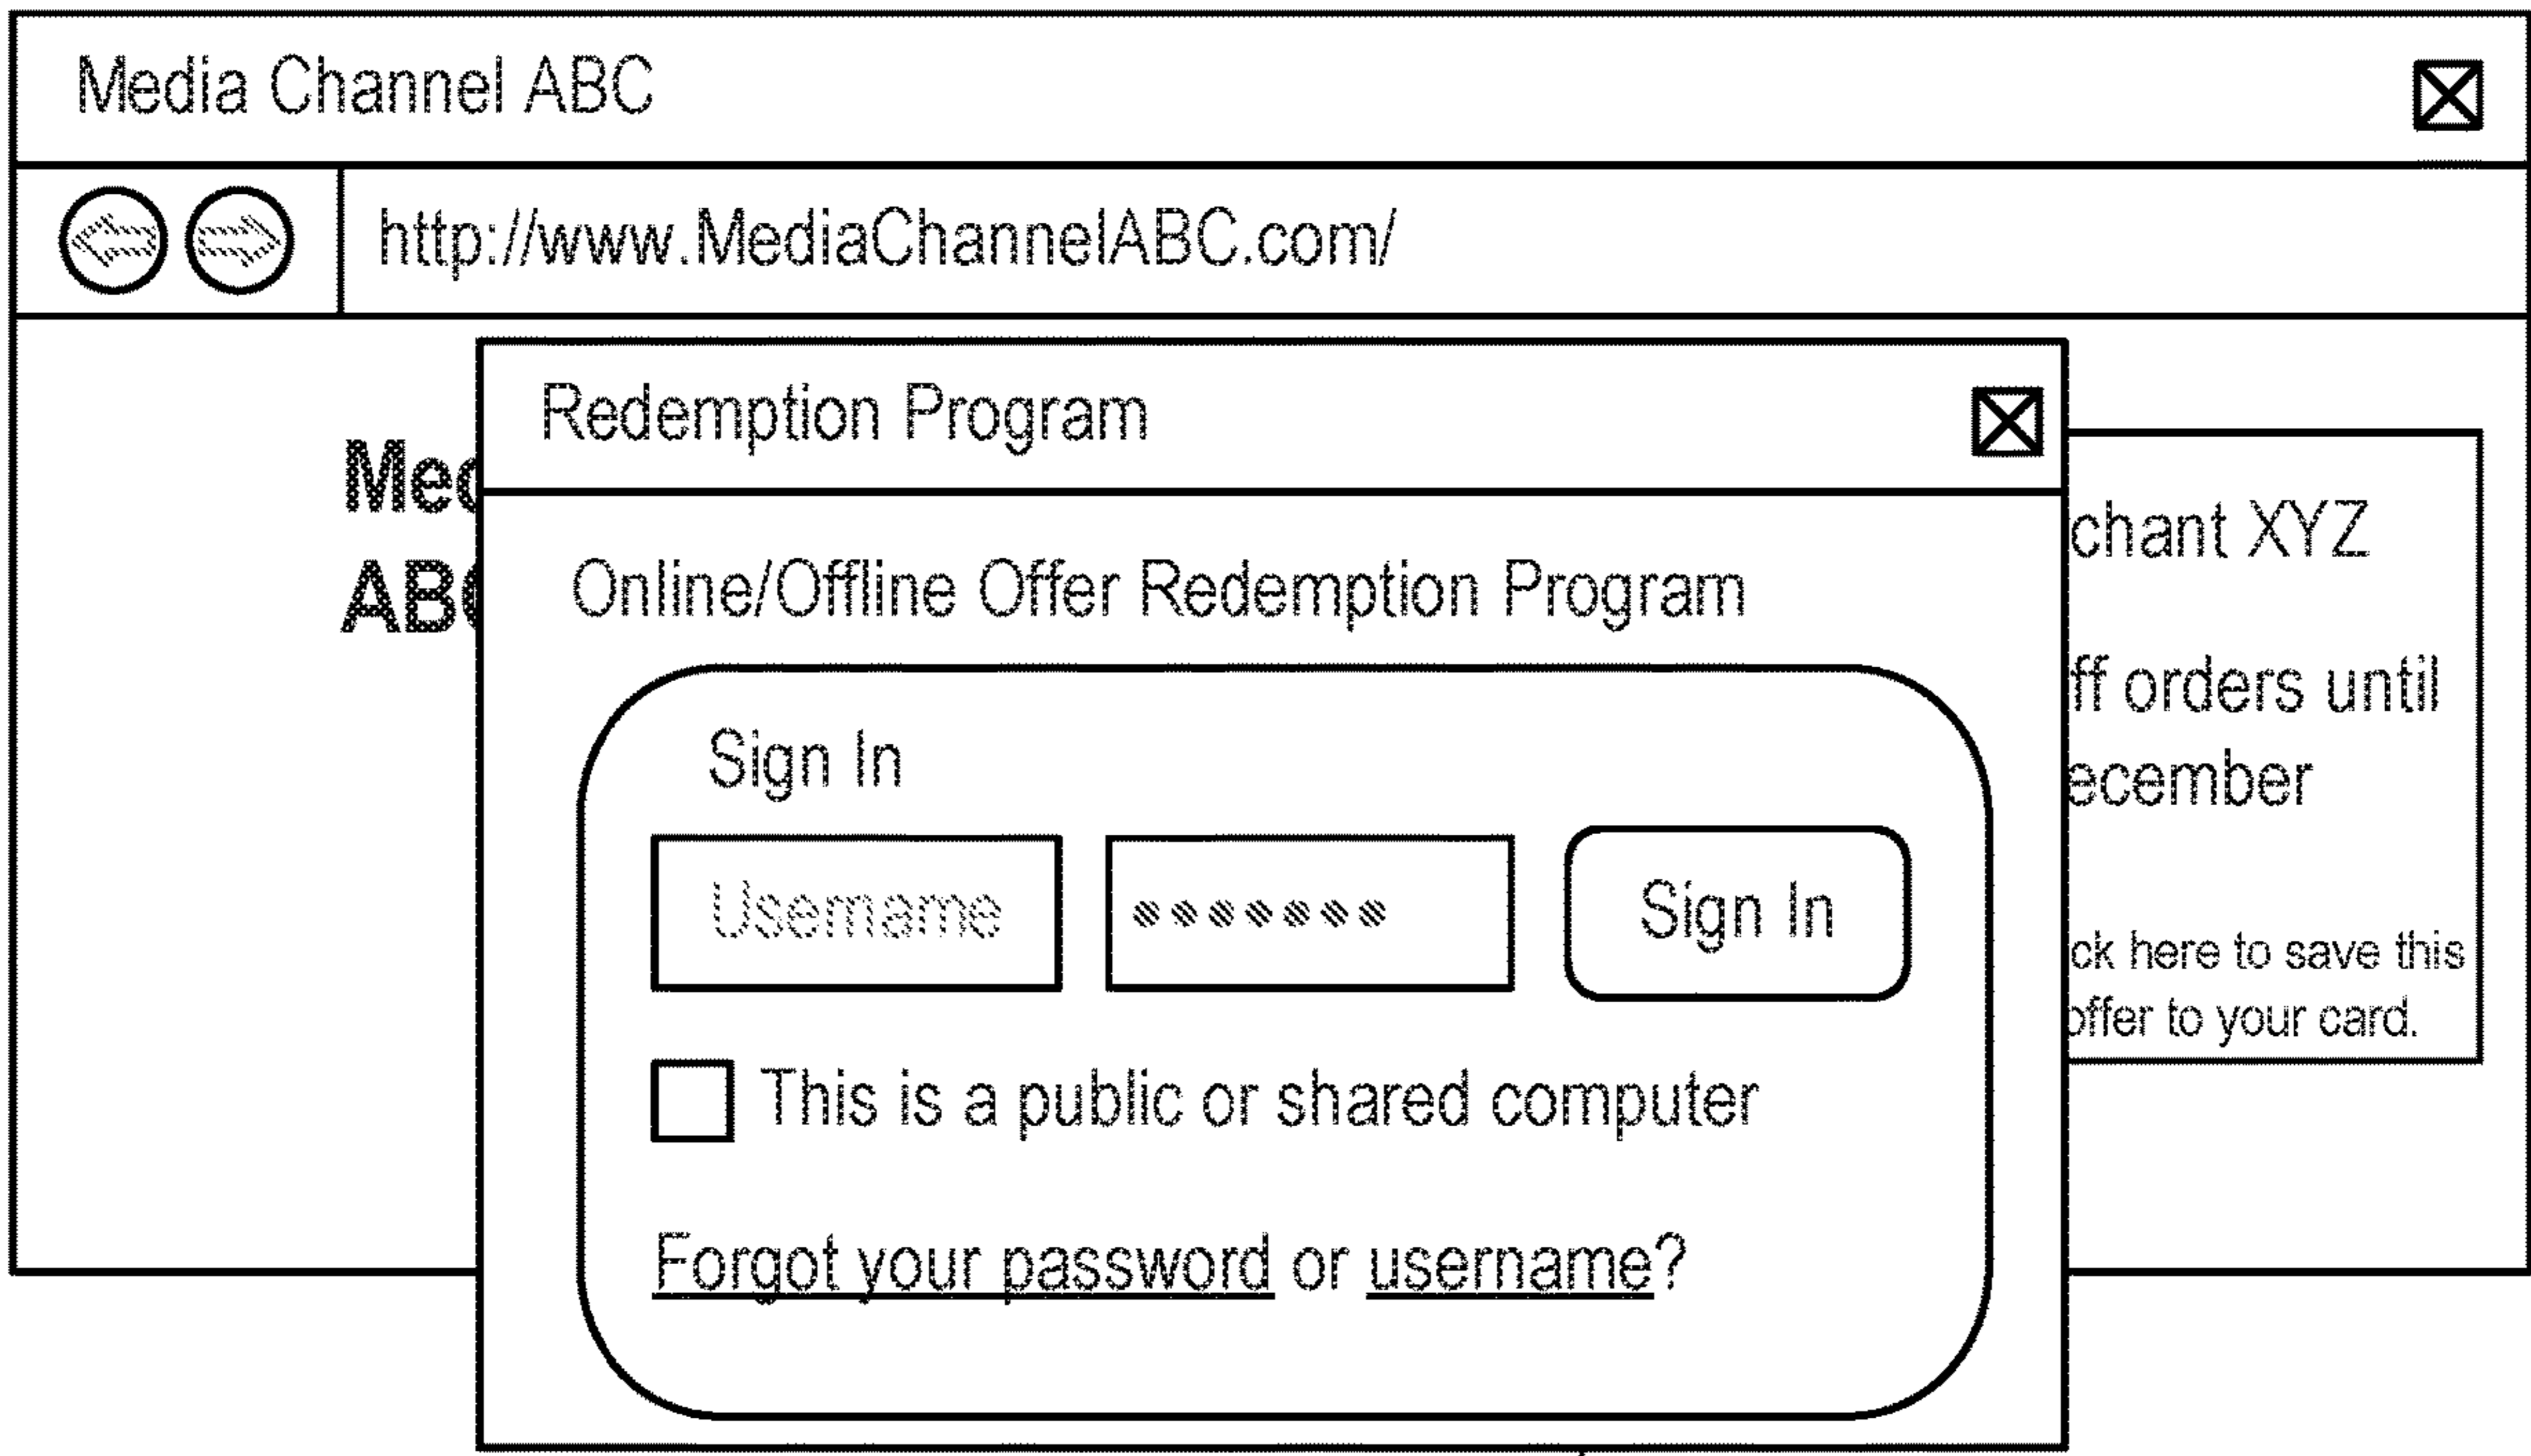 Media Channel ABC
http://www.MediaChannelABC.com/
Redemption Program
Med
ABC
Online/Offline Offer Redemption Program
chant XYZ
ff orders until
ecember
Sign In
Username ●●●●●●● Sign In
ck here to save this
offer to your card.
This is a public or shared computer
Forgot your password or username?